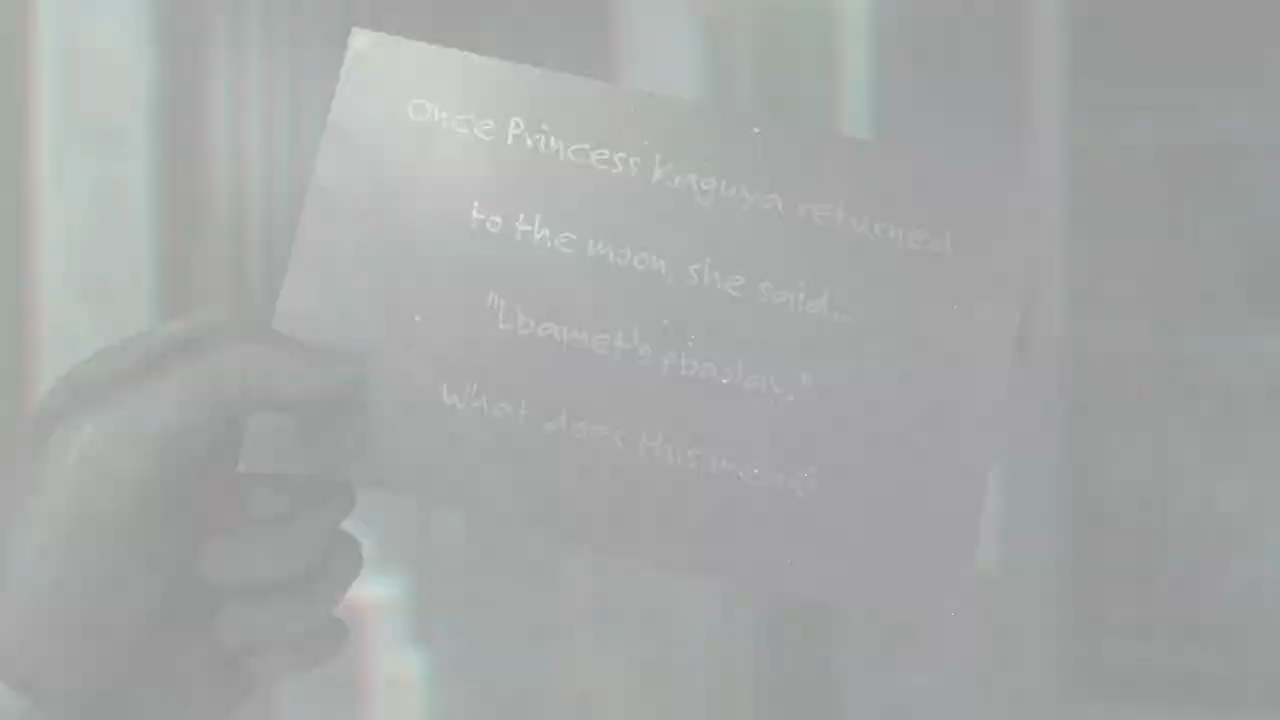 Once Princess Kaguya returned
to the moon, she said...
What does this mean?